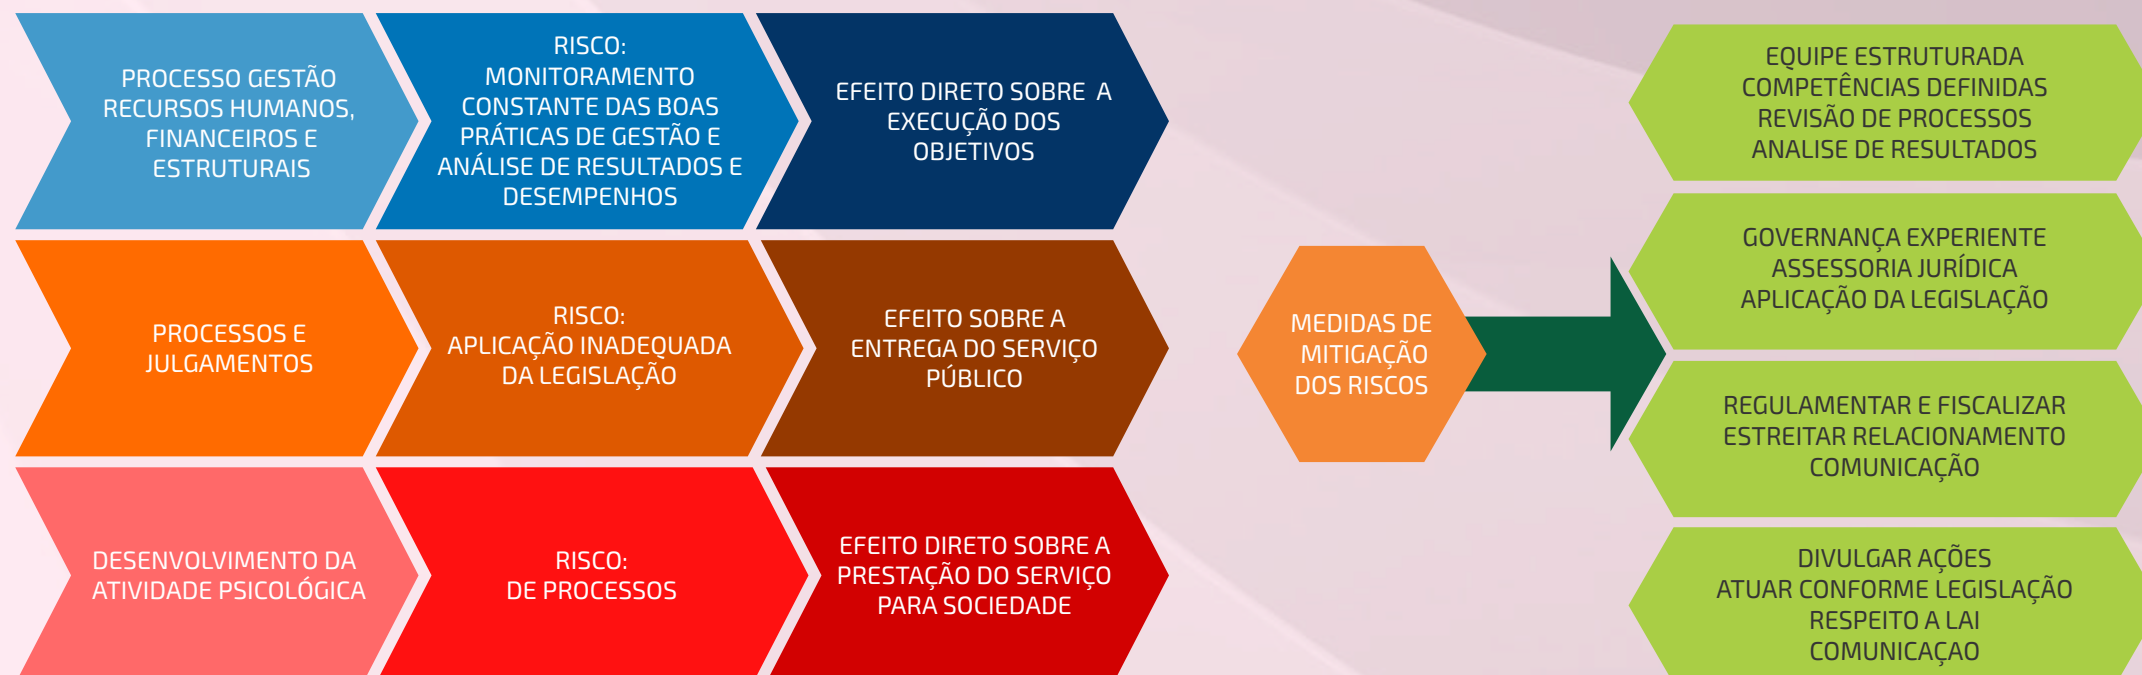 PROCESSO GESTÃO
RECURSOS HUMANOS,
FINANCEIROS E
ESTRUTURAIS
RISCO:
MONITORAMENTO
CONSTANTE DAS BOAS
PRÁTICAS DE GESTÃO E
ANÁLISE DE RESULTADOS E
DESEMPENHOS
EFEITO DIRETO SOBRE A
EXECUÇÃO DOS
OBJETIVOS
PROCESSOS E
JULGAMENTOS
RISCO:
APLICAÇÃO INADEQUADA
DA LEGISLAÇÃO
EFEITO SOBRE A
ENTREGA DO SERVIÇO
PÚBLICO
DESENVOLVIMENTO DA
ATIVIDADE PSICOLÓGICA
RISCO:
DE PROCESSOS
EFEITO DIRETO SOBRE A
PRESTAÇÃO DO SERVIÇO
PARA SOCIEDADE
MEDIDAS DE
MITIGAÇÃO
DOS RISCOS
EQUIPE ESTRUTURADA
COMPETÊNCIAS DEFINIDAS
REVISÃO DE PROCESSOS
ANALISE DE RESULTADOS
GOVERNANÇA EXPERIENTE
ASSESSORIA JURÍDICA
APLICAÇÃO DA LEGISLAÇÃO
REGULAMENTAR E FISCALIZAR
ESTREITAR RELACIONAMENTO
COMUNICAÇÃO
DIVULGAR AÇÕES
ATUAR CONFORME LEGISLAÇÃO
RESPEITO A LAI
COMUNICAÇAO